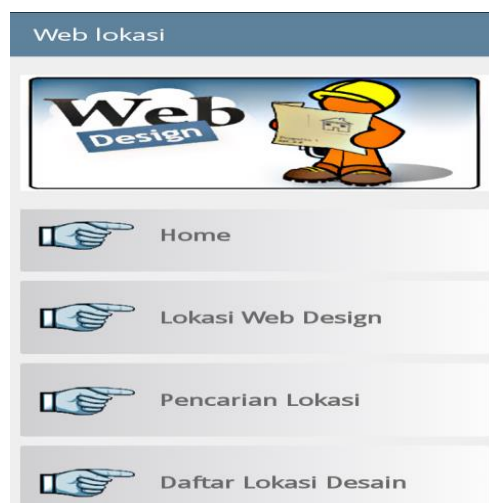 Web lokasi
Web
Design
Home
Lokasi Web Design
Pencarian Lokasi
Daftar Lokasi Desain